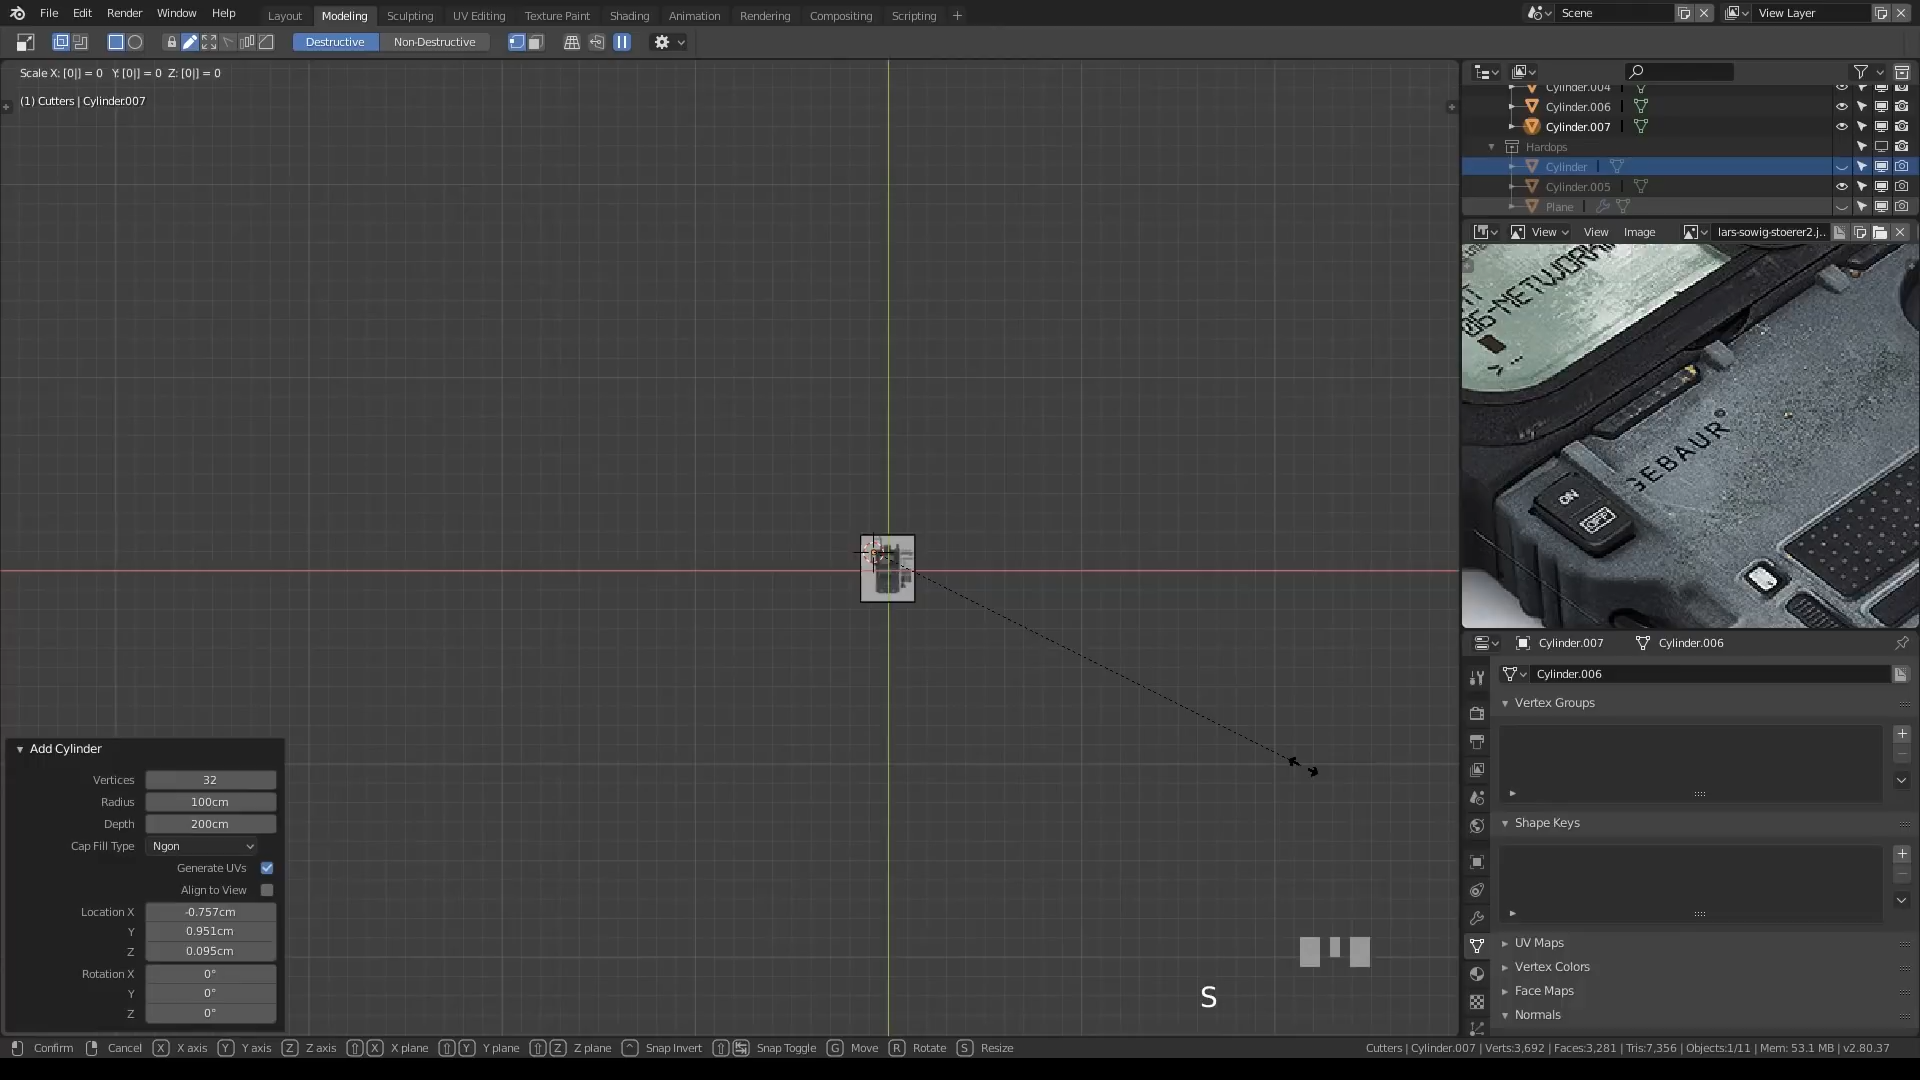 File Edit Render Window Help Layout Modeling Sculpting UV Editing Texture Paint Shading Animation Rendering Compositing Scripting + Scene View Layer
Destructive Non-Destructive
Scale X: [0|] = 0 Y: [0|] = 0 Z: [0|] = 0
(1) Cutters | Cylinder.007
Cylinder.004
Cylinder.006
Cylinder.007
Hardops
Cylinder
Cylinder.005
Plane
View View Image lars-sowig-stoerer2.j..
06-NETWORK
GEBAUR
ON
OFF
Cylinder.007 Cylinder.006
Cylinder.006
Vertex Groups
Shape Keys
UV Maps
Vertex Colors
Face Maps
Normals
Add Cylinder
Vertices 32
Radius 100cm
Depth 200cm
Cap Fill Type Ngon
Generate UVs
Align to View
Location X -0.757cm
Y 0.951cm
Z 0.095cm
Rotation X 0°
Y 0°
Z 0°
S
Confirm Cancel X X axis Y Y axis Z Z axis X X plane Y Y plane Z Z plane Snap Invert Snap Toggle G Move R Rotate S Resize
Cutters | Cylinder.007 | Verts:3,692 | Faces:3,281 | Tris:7,356 | Objects:1/11 | Mem: 53.1 MB | v2.80.37